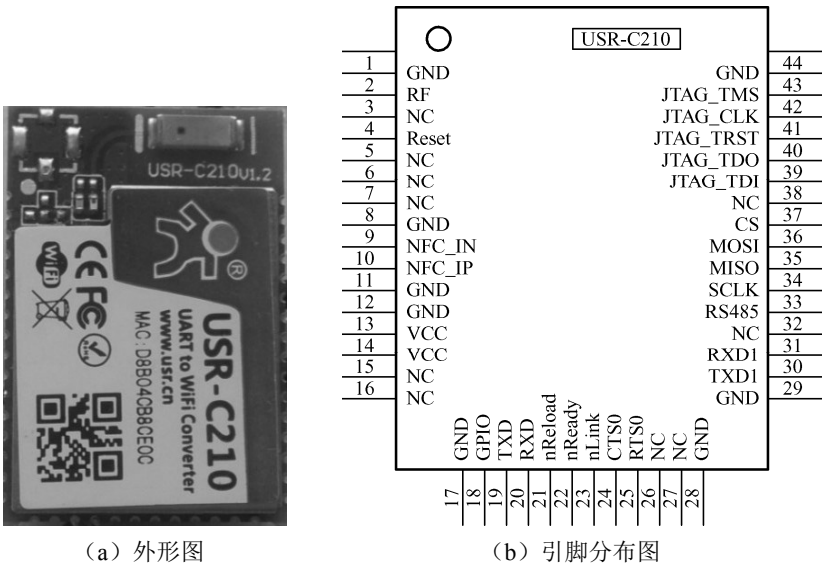 USR-C210V1.2
®
WiFi
CE FC
RoHS
USR-C210
UART to WiFi Converter
www.usr.cn
MAC:D8B04CB8CE0C
(a)外形图
USR-C210
1 GND
2 RF
3 NC
4 Reset
5 NC
6 NC
7 NC
8 GND
9 NFC_IN
10 NFC_IP
11 GND
12 GND
13 VCC
14 VCC
15 NC
16 NC
17 GND
18 GPIO
19 TXD
20 RXD
21 nReload
22 nReady
23 nLink
24 CTS0
25 RTS0
26 NC
27 NC
28 GND
GND 44
JTAG_TMS 43
JTAG_CLK 42
JTAG_TRST 41
JTAG_TDO 40
JTAG_TDI 39
NC 38
CS 37
MOSI 36
MISO 35
SCLK 34
RS485 33
NC 32
RXD1 31
TXD1 30
GND 29
(b)引脚分布图